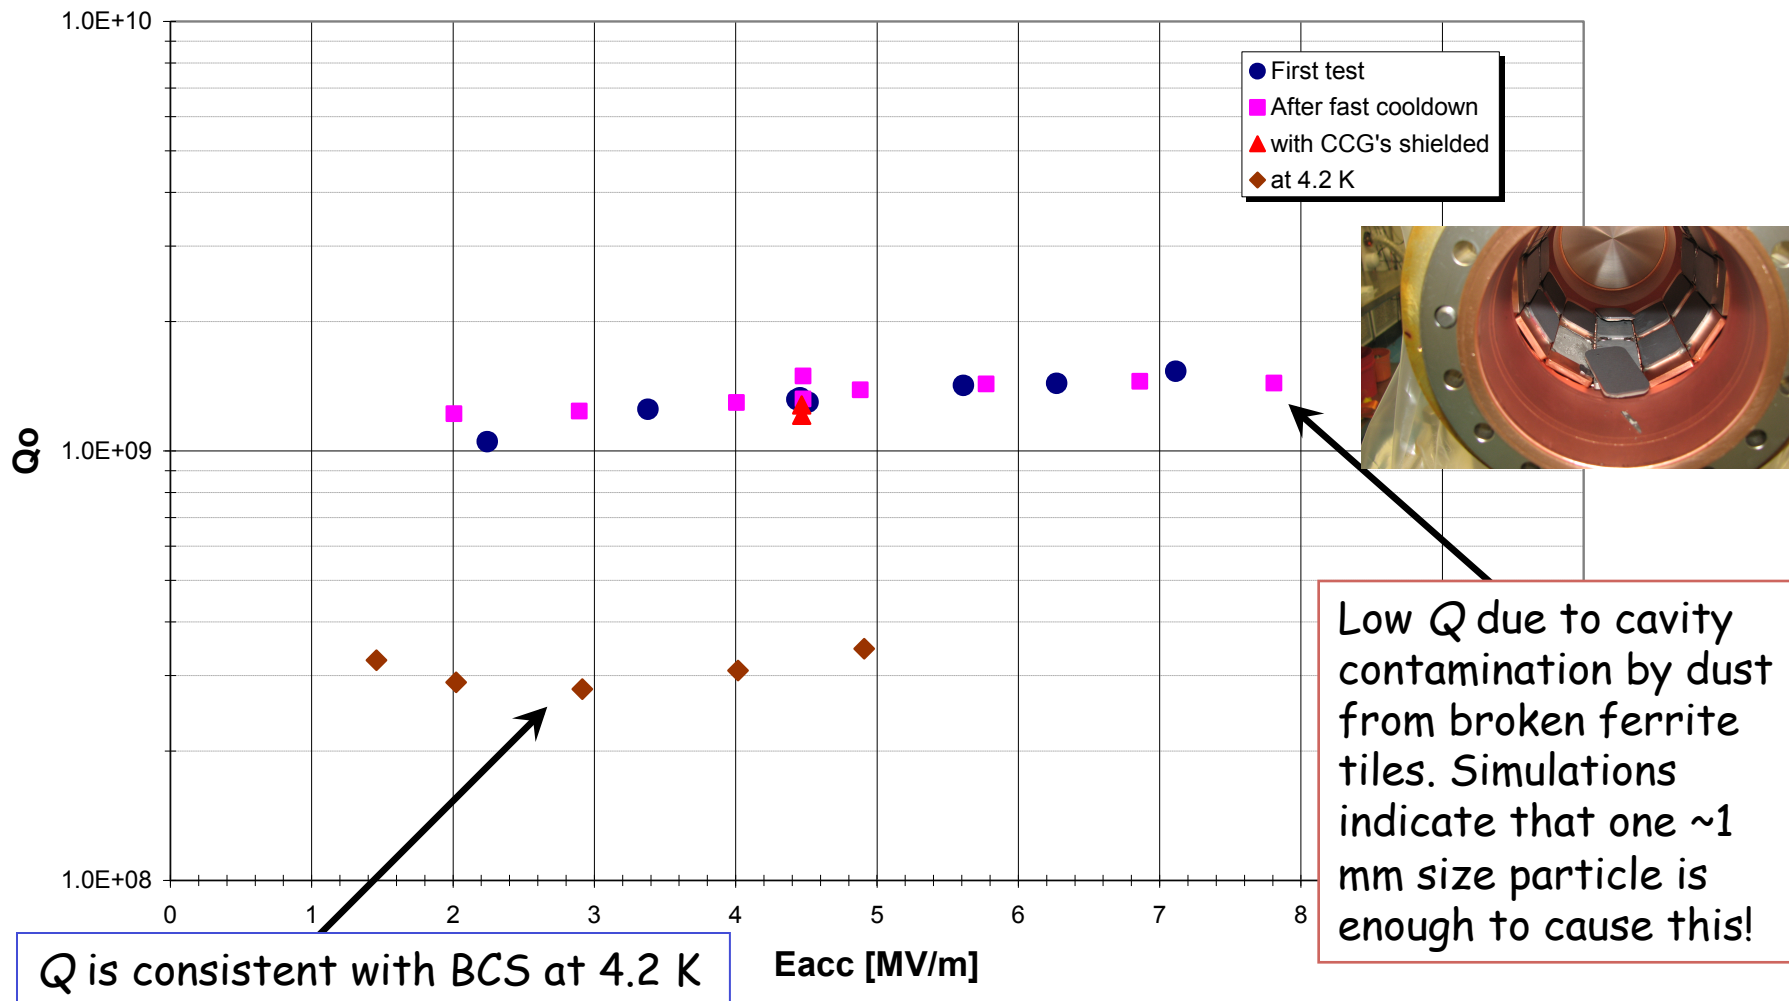 1.0E+10
First test
After fast cooldown
with CCG's shielded
at 4.2 K
Qo
1.0E+09
1.0E+08
0 1 2 3 4 5 6 7 8
Eacc [MV/m]
Q is consistent with BCS at 4.2 K
Low Q due to cavity
contamination by dust
from broken ferrite
tiles. Simulations
indicate that one ~1
mm size particle is
enough to cause this!